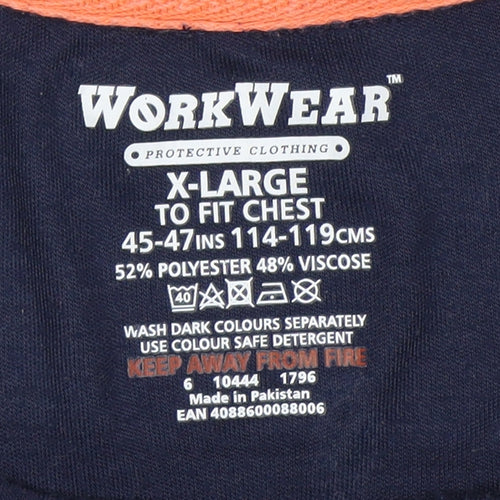 WORKWEAR™
PROTECTIVE CLOTHING
X-LARGE
TO FIT CHEST
45-47INS 114-119CMS
52% POLYESTER 48% VISCOSE
40
WASH DARK COLOURS SEPARATELY
USE COLOUR SAFE DETERGENT
KEEP AWAY FROM FIRE
6 10444 1796
Made in Pakistan
EAN 4088600088006